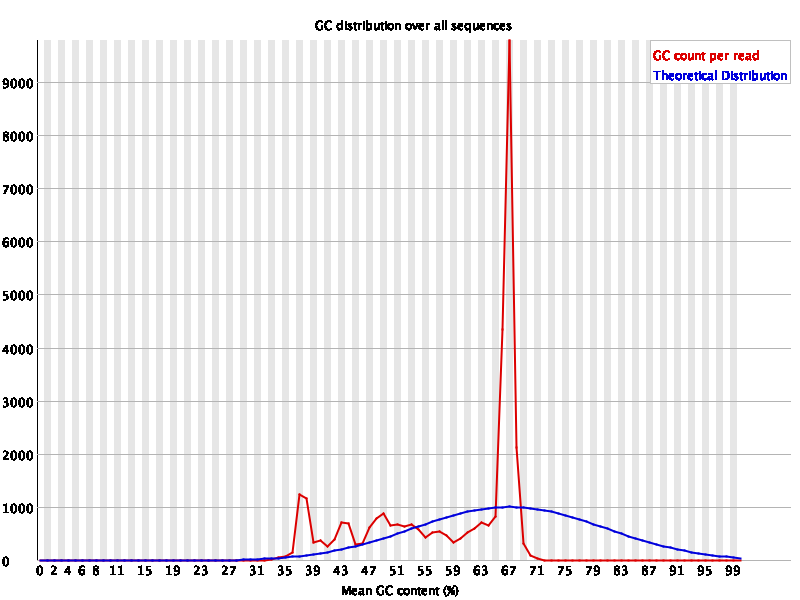 GC distribution over all sequences
GC count per read
Theoretical Distribution
9000
8000
7000
6000
5000
4000
3000
2000
1000
0
0 2 4 6 8 11 15 19 23 27 31 35 39 43 47 51 55 59 63 67 71 75 79 83 87 91 95 99
Mean GC content (%)